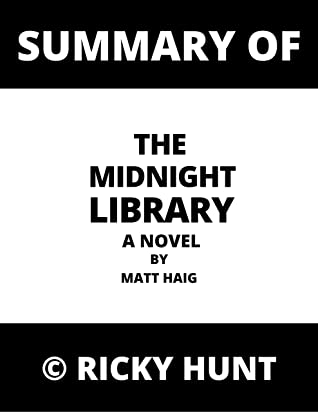 SUMMARY OF
THE
MIDNIGHT
LIBRARY
A NOVEL
BY
MATT HAIG
© RICKY HUNT